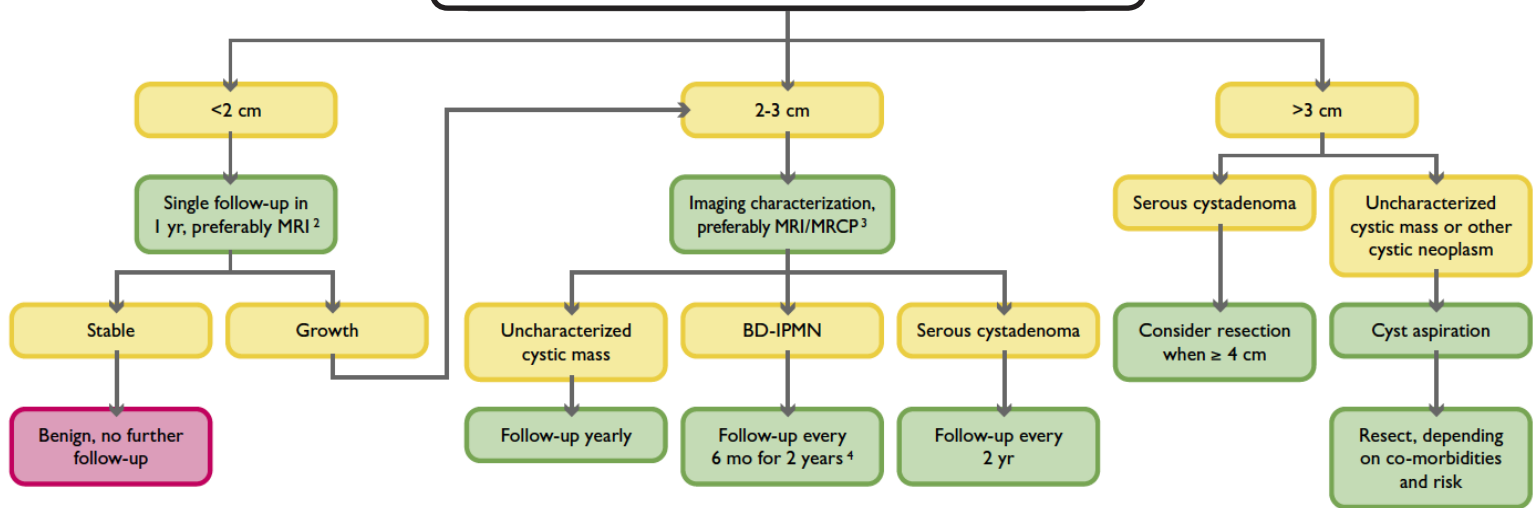 <2 cm
2-3 cm
>3 cm
Single follow-up in
1 yr, preferably MRI 2
Imaging characterization,
preferably MRI/MRCP 3
Serous cystadenoma
Uncharacterized
cystic mass or other
cystic neoplasm
Stable
Growth
Uncharacterized
cystic mass
BD-IPMN
Serous cystadenoma
Consider resection
when ≥ 4 cm
Cyst aspiration
Benign, no further
follow-up
Follow-up yearly
Follow-up every
6 mo for 2 years 4
Follow-up every
2 yr
Resect, depending
on co-morbidities
and risk